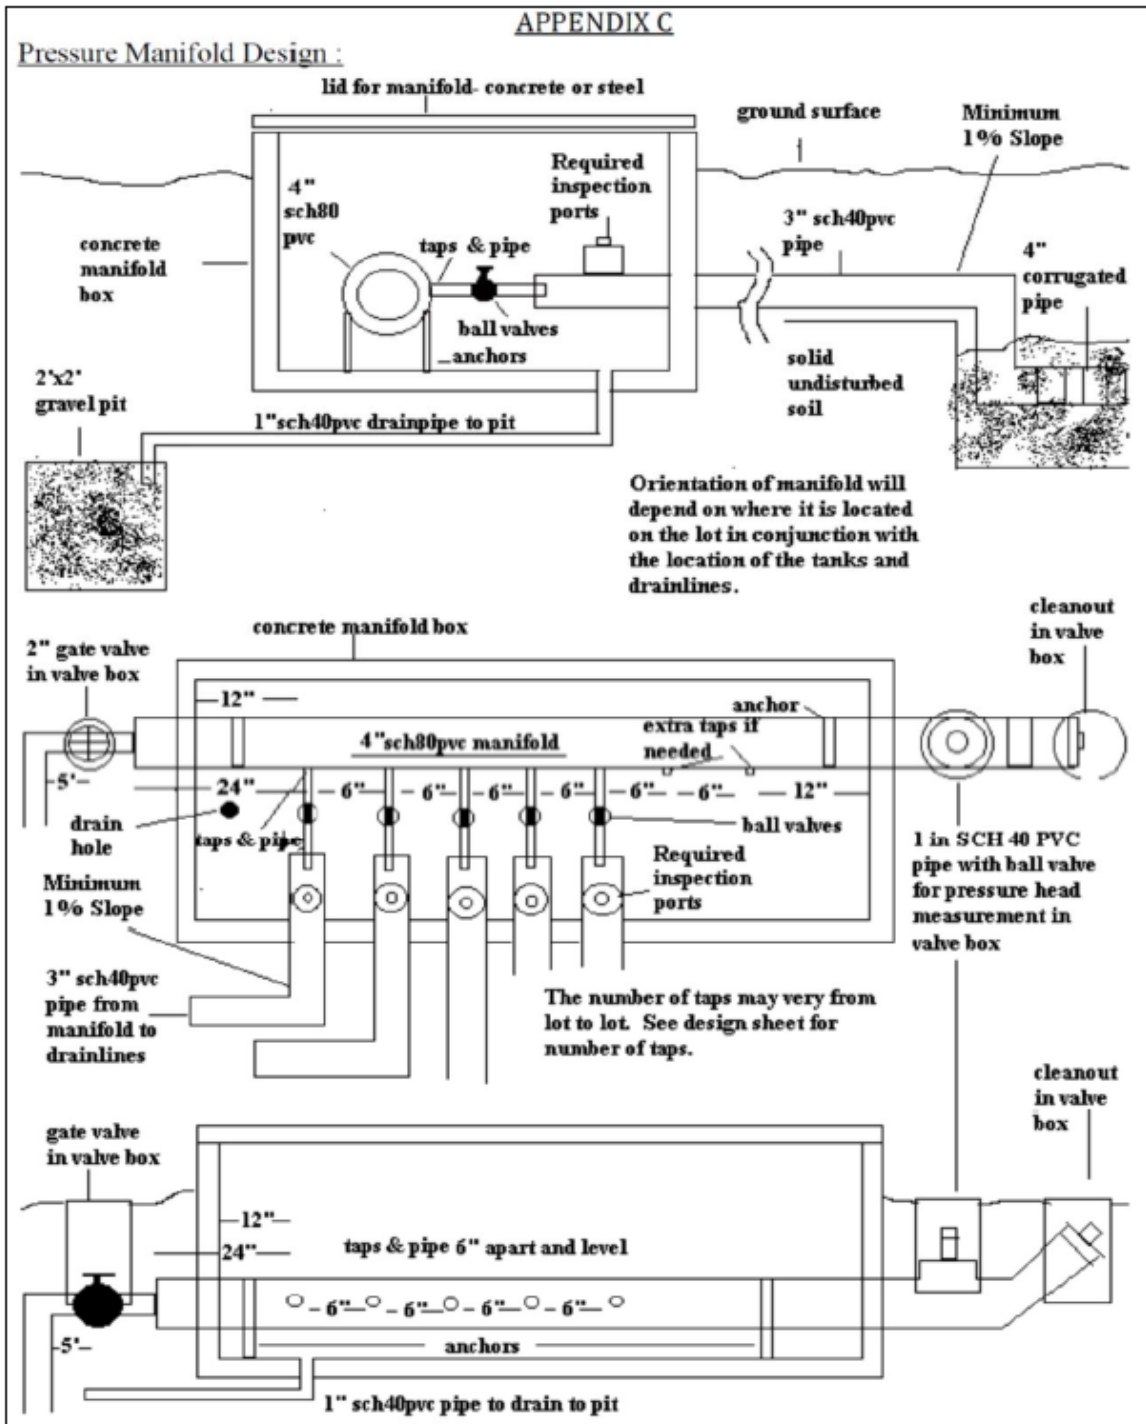 APPENDIX C
Pressure Manifold Design :
lid for manifold- concrete or steel
ground surface
Minimum
1% Slope
Required
inspection
ports
4"
sch80
pvc
3" sch40pvc
pipe
concrete
manifold
box
taps & pipe
4"
corrugated
pipe
ball valves
anchors
solid
undisturbed
soil
2'x2'
gravel pit
1"sch40pvc drainpipe to pit
Orientation of manifold will
depend on where it is located
on the lot in conjunction with
the location of the tanks and
drainlines.
concrete manifold box
cleanout
in valve
box
2" gate valve
in valve box
12"
anchor
extra taps if
needed
4"sch80pvc manifold
5'
24"
6"
6"
6"
6"
6"
6"
12"
drain
hole
taps & pipe
ball valves
Minimum
1% Slope
Required
inspection
ports
1 in SCH 40 PVC
pipe with ball valve
for pressure head
measurement in
valve box
3" sch40pvc
pipe from
manifold to
drainlines
The number of taps may very from
lot to lot. See design sheet for
number of taps.
cleanout
in valve
box
gate valve
in valve box
12"
24"
taps & pipe 6" apart and level
6"
6"
6"
6"
5'
anchors
1" sch40pvc pipe to drain to pit